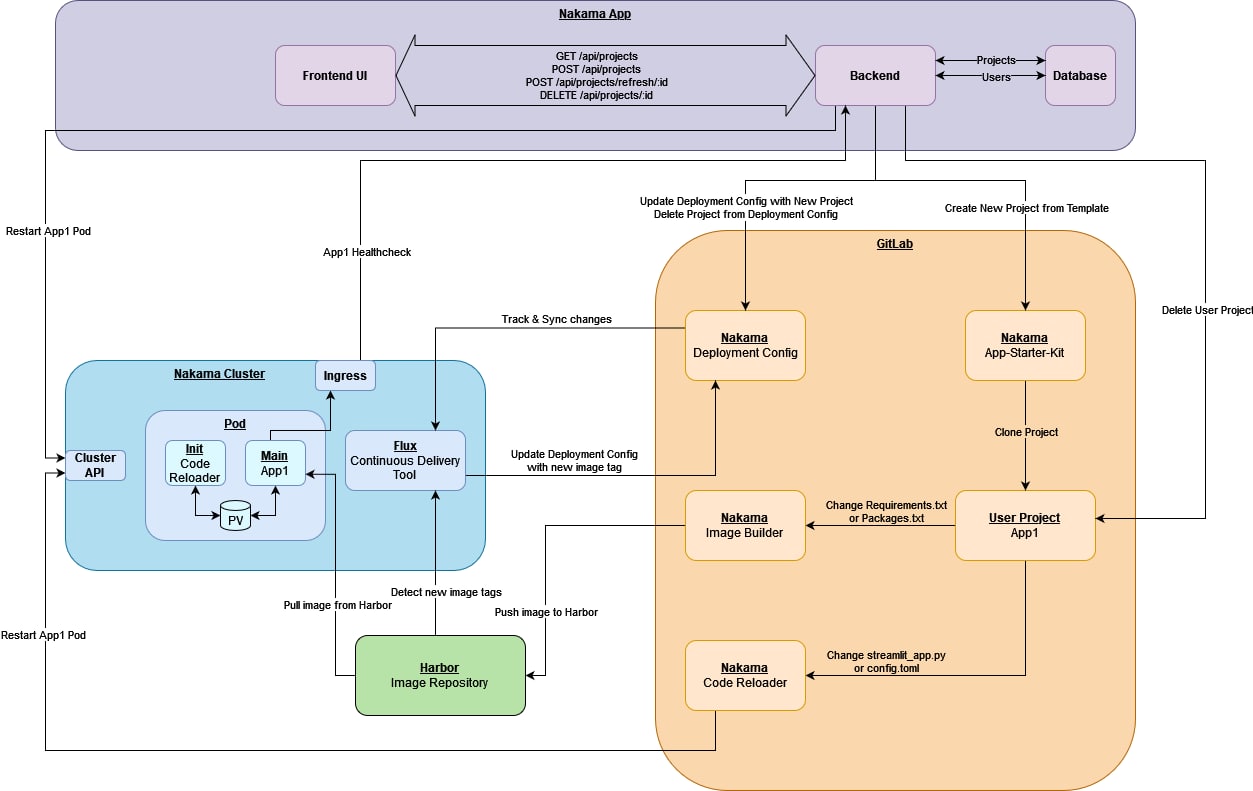 Nakama App
Frontend UI
GET /api/projects
POST /api/projects
POST /api/projects/refresh/:id
DELETE /api/projects/:id
Backend
Projects
Users
Database
Restart App1 Pod
App1 Healthcheck
Update Deployment Config with New Project
Delete Project from Deployment Config
Create New Project from Template
Delete User Project
GitLab
Track & Sync changes
Nakama
Deployment Config
Nakama
App-Starter-Kit
Nakama Cluster
Ingress
Pod
Init
Code
Reloader
Main
App1
PV
Cluster
API
Flux
Continuous Delivery
Tool
Update Deployment Config
with new image tag
Clone Project
Nakama
Image Builder
Change Requirements.txt
or Packages.txt
User Project
App1
Detect new image tags
Pull image from Harbor
Push image to Harbor
Restart App1 Pod
Harbor
Image Repository
Nakama
Code Reloader
Change streamlit_app.py
or config.toml